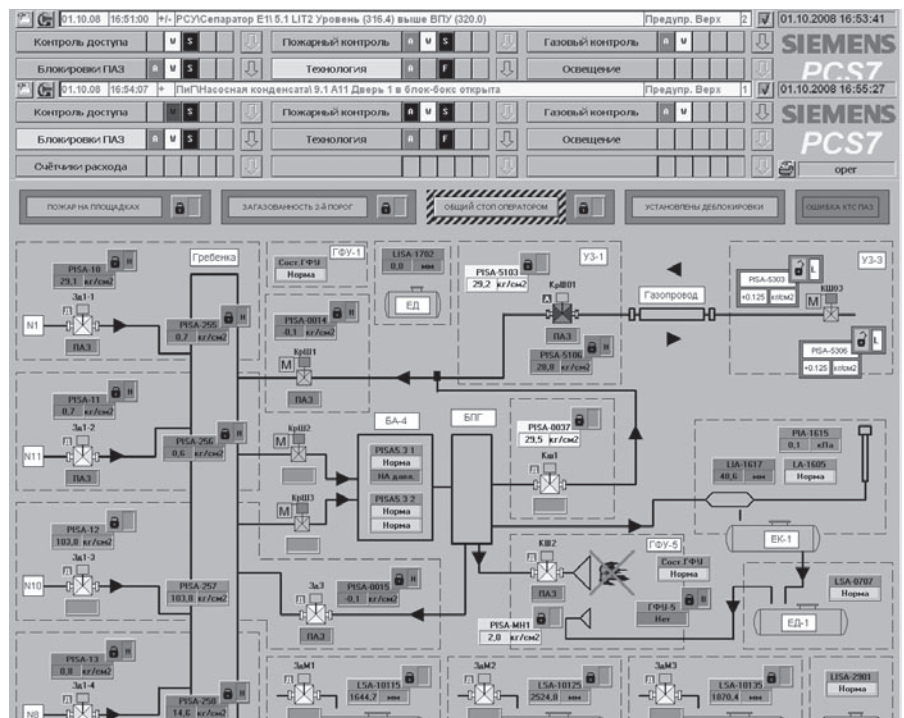 01.10.08 16:51:00 +/- РСУ\Сепаратор Е1\5.1 LIT2 Уровень (316.4) выше ВПУ (320.0) Предупр. Верх 2 01.10.2008 16:53:41
Контроль доступа W S Пожарный контроль A W S Газовый контроль A W SIEMENS
Блокировки ПАЗ A W S Технология A F Освещение PCS7
01.10.08 16:54:07 + ПиГ\Насосная конденсата\ 9.1 А11 Дверь 1 в блок-бокс открыта Предупр. Верх 1 01.10.2008 16:55:27
Контроль доступа W S Пожарный контроль A W S Газовый контроль A W SIEMENS
Блокировки ПАЗ A W S Технология A F Освещение PCS7
Счётчики расхода опер
ПОЖАР НА ПЛОЩАДКАХ ЗАГАЗОВАННОСТЬ 2-й ПОРОГ ОБЩИЙ СТОП ОПЕРАТОРОМ УСТАНОВЛЕНЫ ДЕБЛОКИРОВКИ ОШИБКА КТС ПАЗ
PISA-10 H
29,1 кг/см2
Зд1-1
Д
N1
ПАЗ
Гребенка
PISA-255 H
0,7 кг/см2
ГФУ-1
Сост.ГФУ
Норма
PISA-0014 H
-0,1 кг/см2
КрШ1
M
ПАЗ
LISA-1702
0,0 мм
ЕД
УЗ-1
PISA-5103
29,2 кг/см2
КрШ01
Д
ПАЗ
PISA-5106
28,8 кг/см2
Газопровод
УЗ-3
PISA-5303 L
+0.125 кг/см2
КШ03
M
PISA-5306 L
+0.125 кг/см2
PISA-11 H
0,7 кг/см2
Зд1-2
Д
N11
ПАЗ
PISA-256 H
0,6 кг/см2
КрШ2
M
КрШ3
M
БА-4
PISA5.3 1
Норма
НА давл.
PISA5.3 2
Норма
Норма
БПГ
PISA-0037
29,5 кг/см2
Кш1
Д
PIA-1615
0,1 кПа
LIA-1617
48,6 мм
LA-1605
Норма
ЕК-1
PISA-12 H
103,8 кг/см2
Зд1-3
Д
N10
PISA-257 H
103,8 кг/см2
Зд3
Д
ПАЗ
PISA-0015 H
-0,1 кг/см2
КШ2
Д
ПАЗ
ГФУ-5
Сост.ГФУ
Норма
ГФУ-5 H
Нет
PISA-МН1
2,0 кг/см2
LSA-0707
Норма
ЕД-1
PISA-13 H
0,8 кг/см2
Зд1-4
Д
N8
PISA-258 H
14,6 кг/см2
ЗдМ1
Д
LSA-10115
1644,7 мм
ЗдМ2
Д
LSA-10125
2524,8 мм
ЗдМ3
Д
LSA-10135
1070,4 мм
LISA-2901
Норма